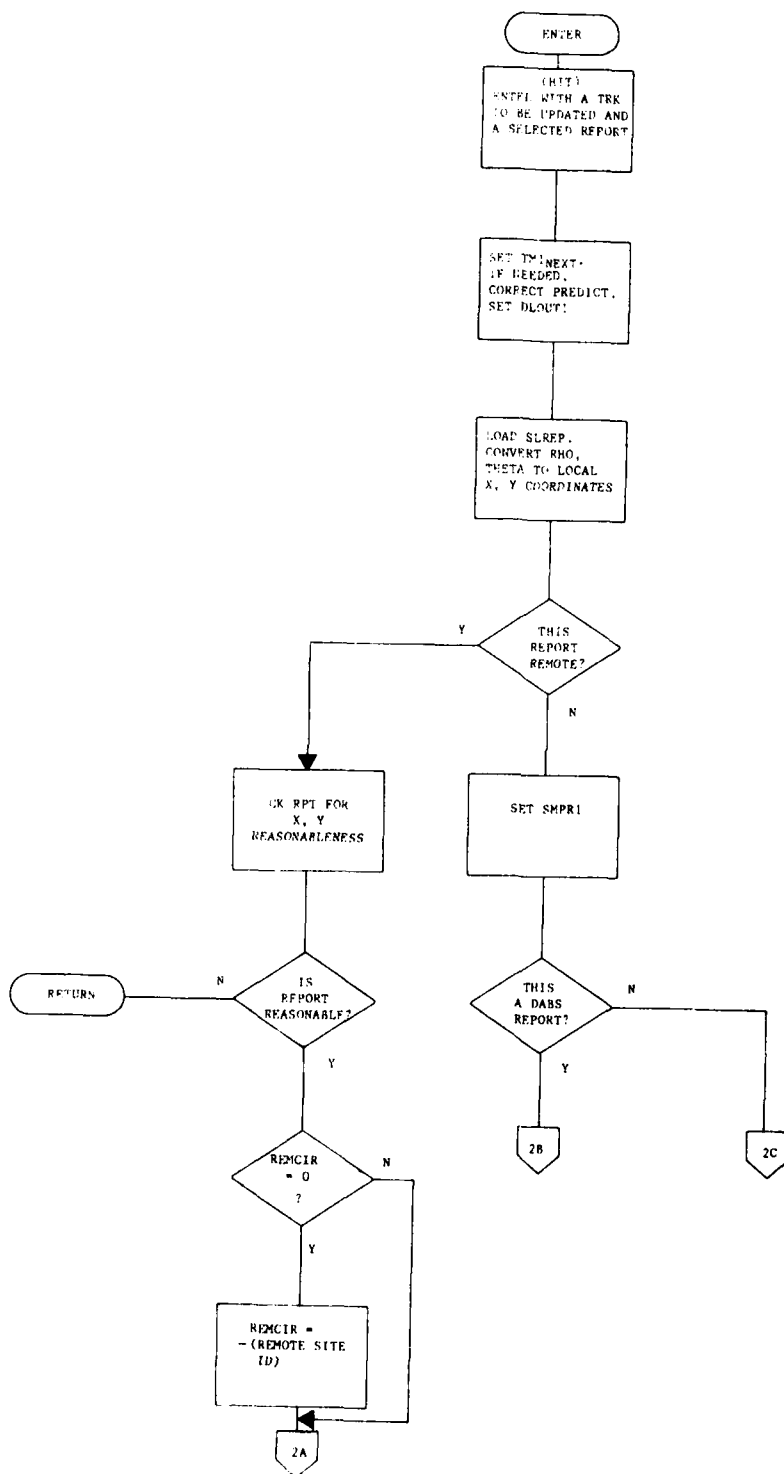 ENTER
(HIT)
ENTER WITH A TRK
TO BE UPDATED AND
A SELECTED REPORT
SET TM1NEXT.
IF NEEDED,
CORRECT PREDICT,
SET DLOUT1
LOAD SLREP.
CONVERT RHO,
THETA TO LOCAL
X, Y COORDINATES
Y
THIS
REPORT
REMOTE?
N
CK RPT FOR
X, Y
REASONABLENESS
SET SMPR1
RETURN
N
IS
REPORT
REASONABLE?
Y
THIS
A DABS
REPORT?
N
Y
2B
2C
REMCIR
= 0
?
N
Y
REMCIR =
-(REMOTE SITE
ID)
2A